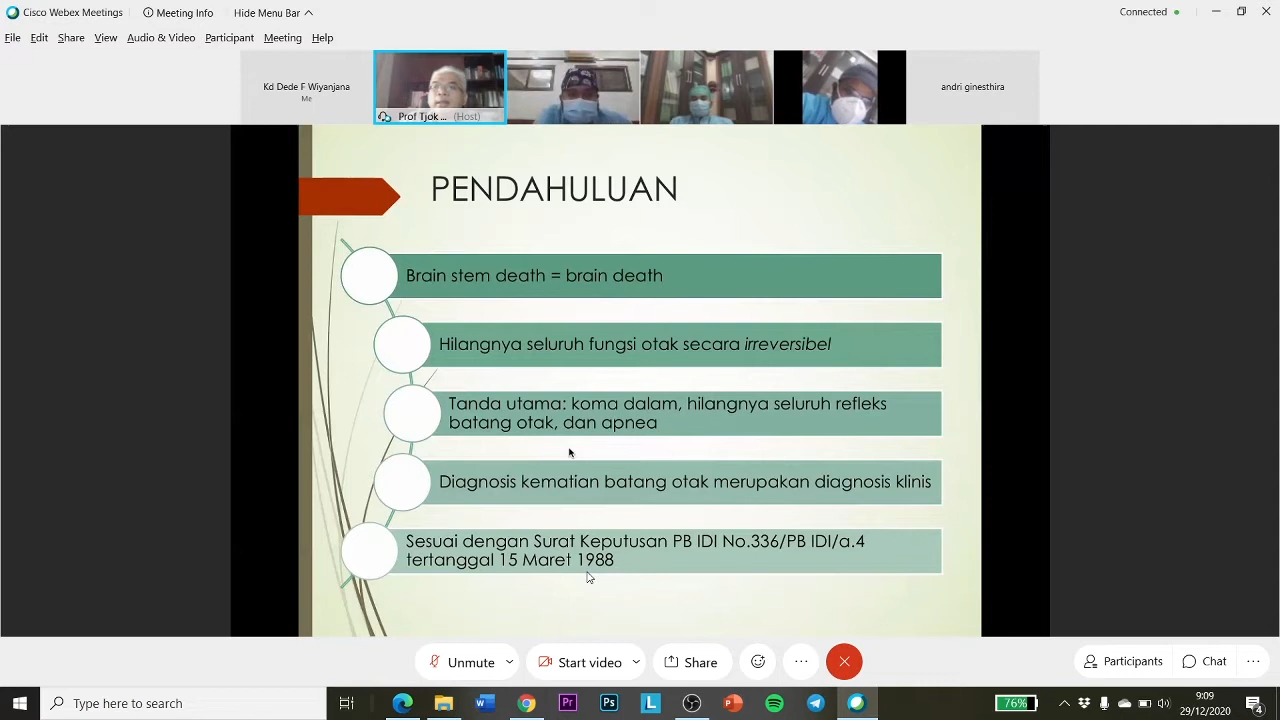 Cisco Webex Meetings
Meeting Info
Hide Menu Bar
Connected
File Edit Share View Audio & Video Participant Meeting Help
Kd Dede F Wiyanjana
Me
Prof Tjok ... (Host)
andri ginesthira
PENDAHULUAN
Brain stem death = brain death
Hilangnya seluruh fungsi otak secara irreversibel
Tanda utama: koma dalam, hilangnya seluruh refleks
batang otak, dan apnea
Diagnosis kematian batang otak merupakan diagnosis klinis
Sesuai dengan Surat Keputusan PB IDI No.336/PB IDI/a.4
tertanggal 15 Maret 1988
Unmute
Start video
Share
Participants
Chat
Type here to search
W
Pr
Ps
L
P
76%
9:09
29/12/2020
4